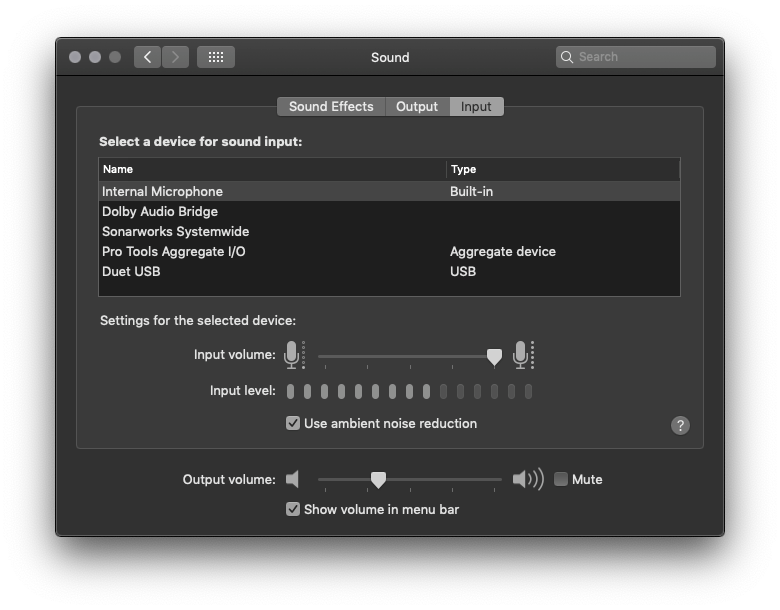 Sound
Search
Sound Effects Output Input
Select a device for sound input:
Name Type
Internal Microphone Built-in
Dolby Audio Bridge
Sonarworks Systemwide
Pro Tools Aggregate I/O Aggregate device
Duet USB USB
Settings for the selected device:
Input volume:
Input level:
Use ambient noise reduction
?
Output volume: Mute
Show volume in menu bar